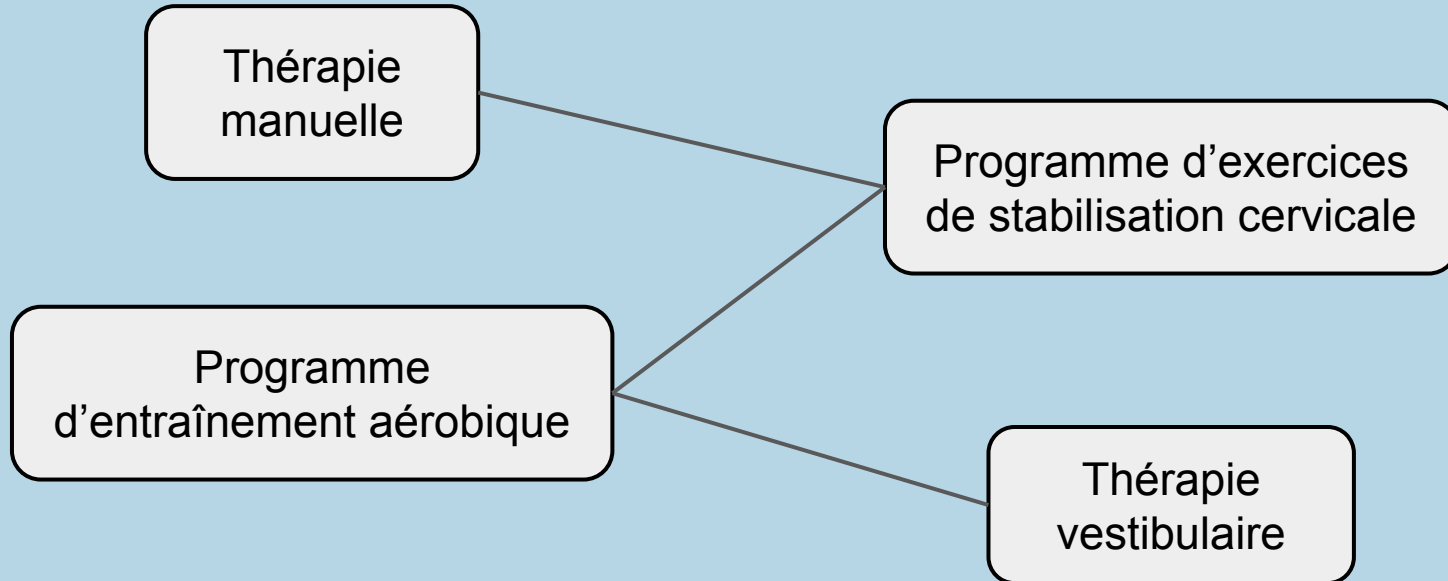 Thérapie
manuelle
Programme d’exercices
de stabilisation cervicale
Programme
d’entraînement aérobique
Thérapie
vestibulaire